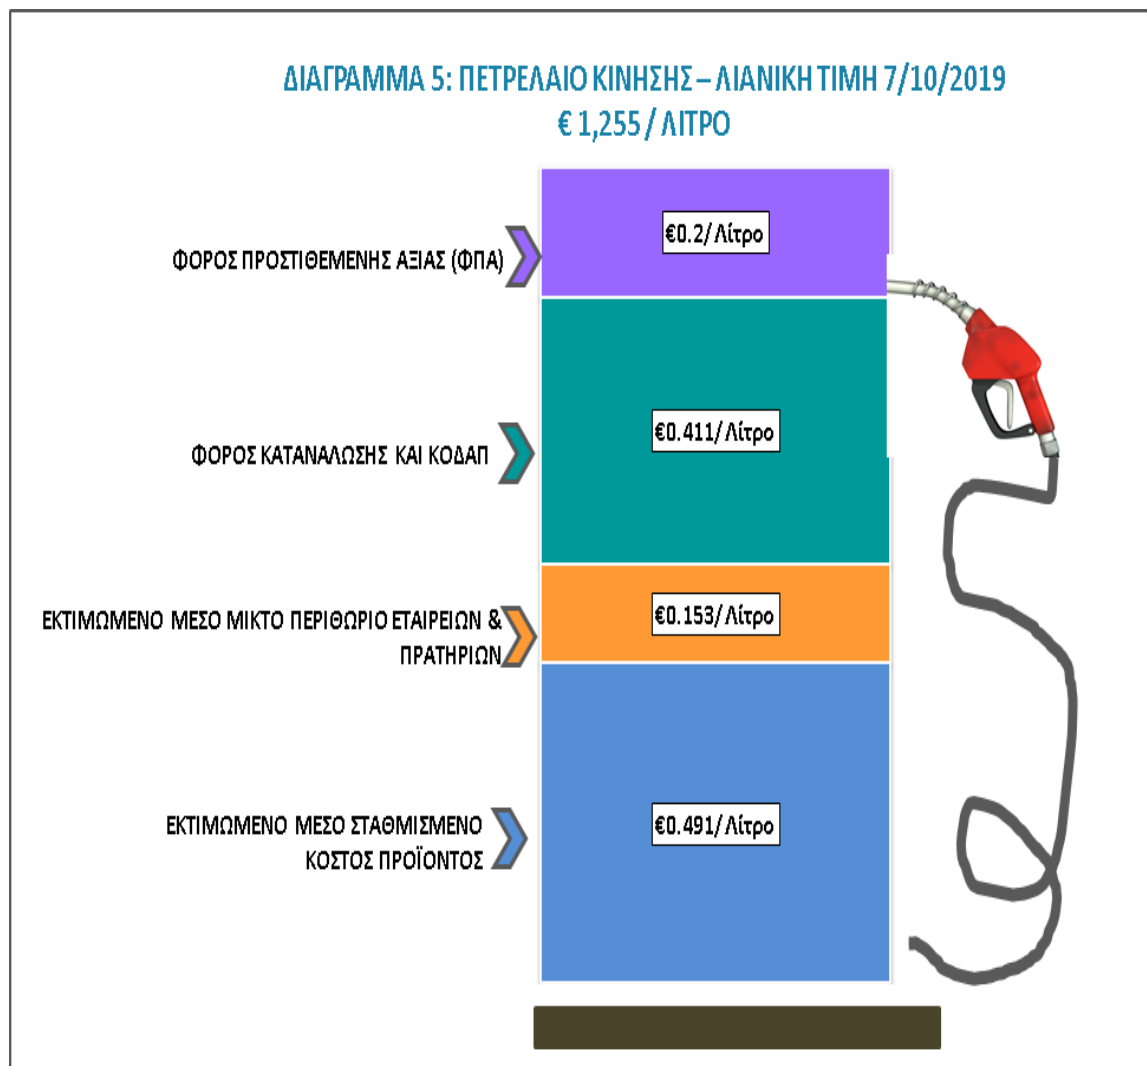 ΔΙΑΓΡΑΜΜΑ 5: ΠΕΤΡΕΛΑΙΟ ΚΙΝΗΣΗΣ – ΛΙΑΝΙΚΗ ΤΙΜΗ 7/10/2019
€ 1,255 / ΛΙΤΡΟ
€0.2/ Λίτρο
ΦΟΡΟΣ ΠΡΟΣΤΙΘΕΜΕΝΗΣ ΑΞΙΑΣ (ΦΠΑ)
€0.411/ Λίτρο
ΦΟΡΟΣ ΚΑΤΑΝΑΛΩΣΗΣ ΚΑΙ ΚΟΔΑΠ
€0.153/ Λίτρο
ΕΚΤΙΜΩΜΕΝΟ ΜΕΣΟ ΜΙΚΤΟ ΠΕΡΙΘΩΡΙΟ ΕΤΑΙΡΕΙΩΝ &
ΠΡΑΤΗΡΙΩΝ
€0.491/ Λίτρο
ΕΚΤΙΜΩΜΕΝΟ ΜΕΣΟ ΣΤΑΘΜΙΣΜΕΝΟ
ΚΟΣΤΟΣ ΠΡΟΪΟΝΤΟΣ